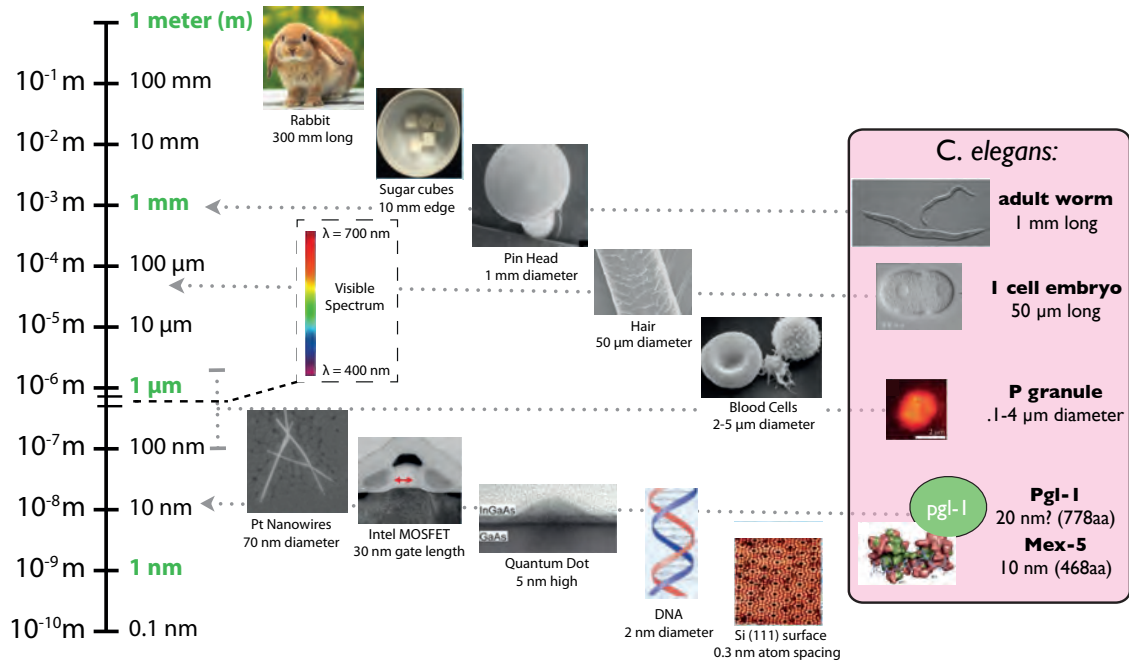 1 meter (m)
10⁻¹ m
100 mm
10⁻² m
10 mm
10⁻³ m
1 mm
10⁻⁴ m
100 µm
10⁻⁵ m
10 µm
10⁻⁶ m
1 µm
10⁻⁷ m
100 nm
10⁻⁸ m
10 nm
10⁻⁹ m
1 nm
10⁻¹⁰ m
0.1 nm
Rabbit
300 mm long
Sugar cubes
10 mm edge
Pin Head
1 mm diameter
λ = 700 nm
Visible
Spectrum
λ = 400 nm
Hair
50 µm diameter
Blood Cells
2-5 µm diameter
Pt Nanowires
70 nm diameter
Intel MOSFET
30 nm gate length
InGaAs
GaAs
Quantum Dot
5 nm high
DNA
2 nm diameter
Si (111) surface
0.3 nm atom spacing
C. elegans:
adult worm
1 mm long
1 cell embryo
50 µm long
P granule
.1-4 µm diameter
2 µm
pgl-1
Pgl-1
20 nm? (778aa)
Mex-5
10 nm (468aa)